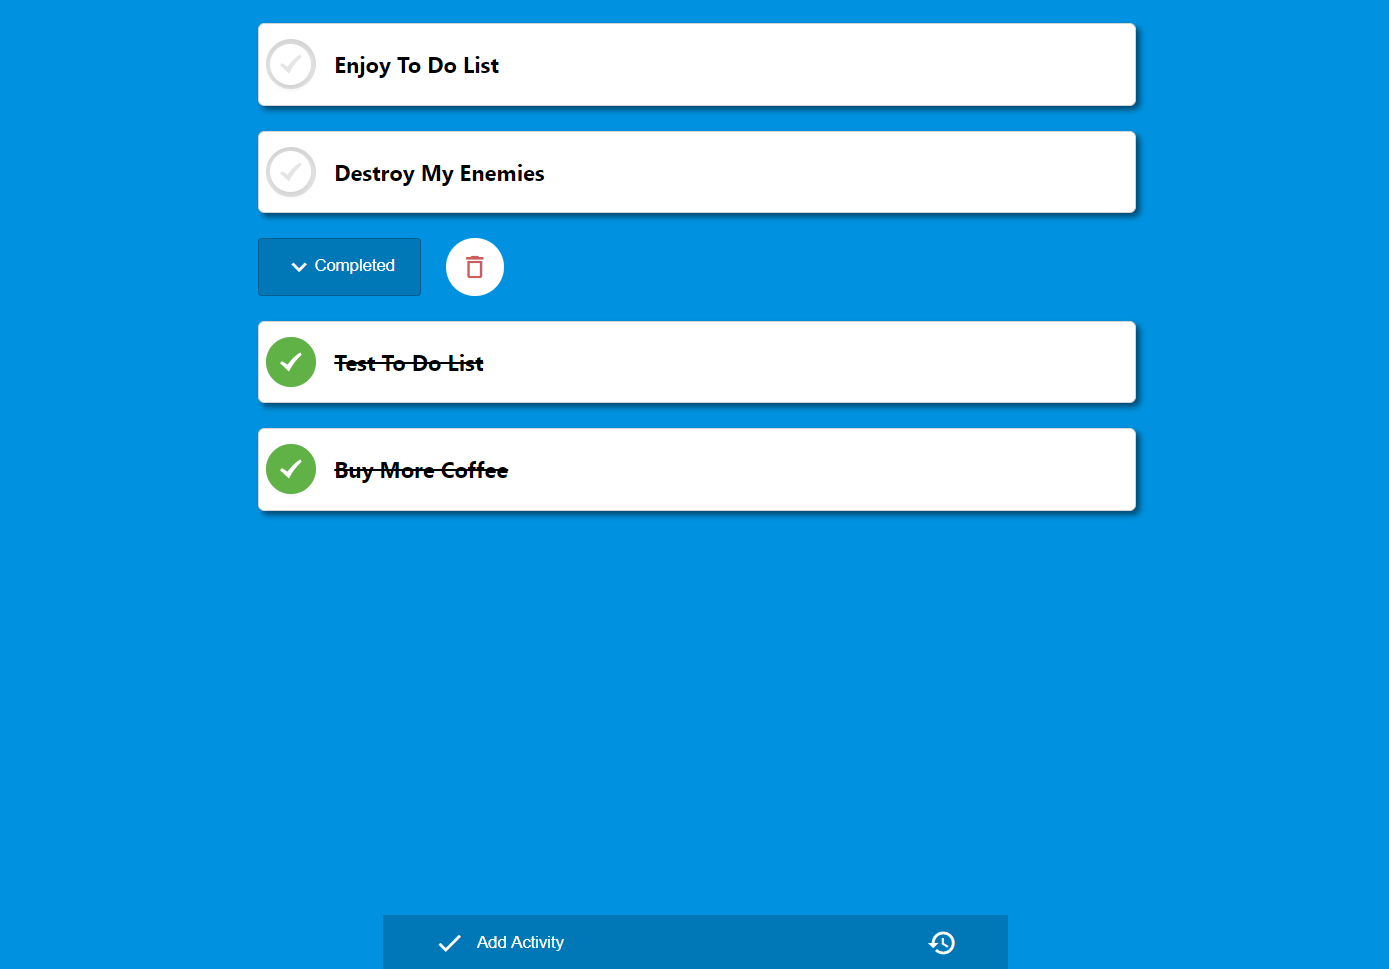 Enjoy To Do List
Destroy My Enemies
Completed
Test To Do List
Buy More Coffee
Add Activity